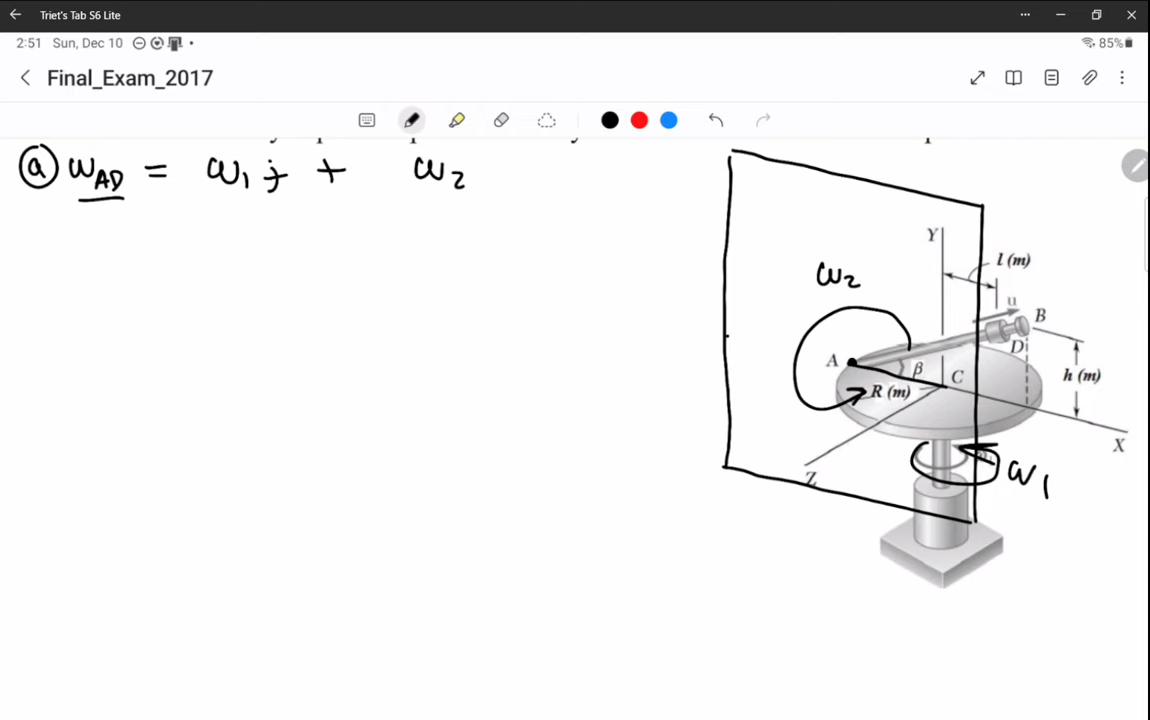 Triet's Tab S6 Lite
2:51 Sun, Dec 10 85%
Final_Exam_2017
ⓐ ω_AD = ω₁ j + ω₂
Y
l (m)
ω₂
u
B
A
D
β
C
h (m)
R (m)
X
Z
ω₁